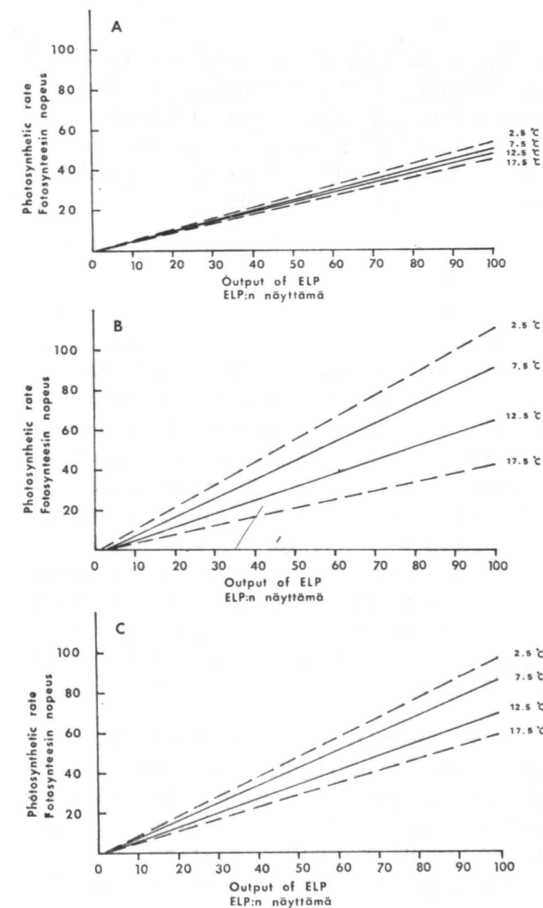 A
Photosynthetic rate
Fotosynteesin nopeus
100
80
60
40
20
2.5 °C
7.5 °C
12.5 °C
17.5 °C
0 10 20 30 40 50 60 70 80 90 100
Output of ELP
ELP:n näyttämä
B
Photosynthetic rate
Fotosynteesin nopeus
100
80
60
40
20
2.5 °C
7.5 °C
12.5 °C
17.5 °C
0 10 20 30 40 50 60 70 80 90 100
Output of ELP
ELP:n näyttämä
C
Photosynthetic rate
Fotosynteesin nopeus
100
80
60
40
20
2.5 °C
7.5 °C
12.5 °C
17.5 °C
0 10 20 30 40 50 60 70 80 90 100
Output of ELP
ELP:n näyttämä